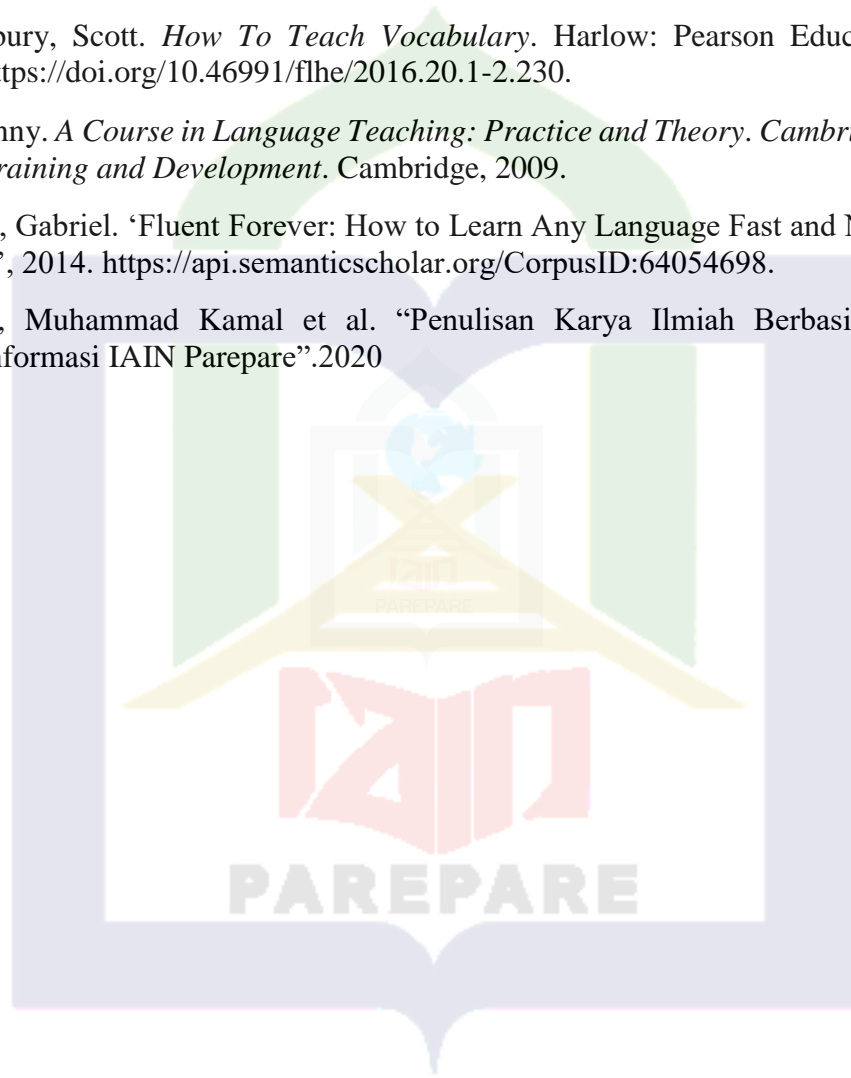 bury, Scott. How To Teach Vocabulary. Harlow: Pearson Educ
ttps://doi.org/10.46991/flhe/2016.20.1-2.230.
nny. A Course in Language Teaching: Practice and Theory. Cambri
raining and Development. Cambridge, 2009.
, Gabriel. ‘Fluent Forever: How to Learn Any Language Fast and N
’, 2014. https://api.semanticscholar.org/CorpusID:64054698.
, Muhammad Kamal et al. “Penulisan Karya Ilmiah Berbasi
nformasi IAIN Parepare”.2020
IAIN
PAREPARE
IAIN
PAREPARE